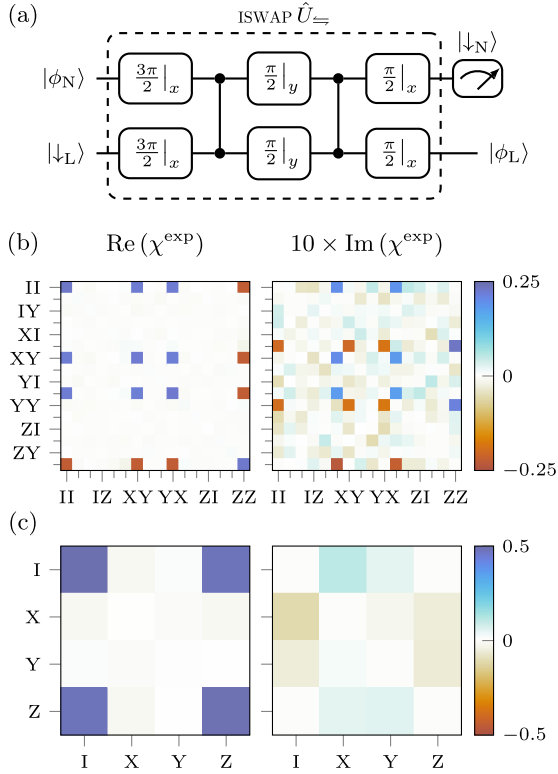 (a)
ISWAP Û⇋
|↓N⟩
|ϕN⟩ 3π/2|x π/2|y π/2|x
|↓L⟩ 3π/2|x π/2|y π/2|x |ϕL⟩
(b) Re (χexp) 10 × Im (χexp)
II
IY
XI
XY
YI
YY
ZI
ZY
0.25
0
−0.25
II IZ XY YX ZI ZZ II IZ XY YX ZI ZZ
(c)
I
X
Y
Z
0.5
0
−0.5
I X Y Z I X Y Z